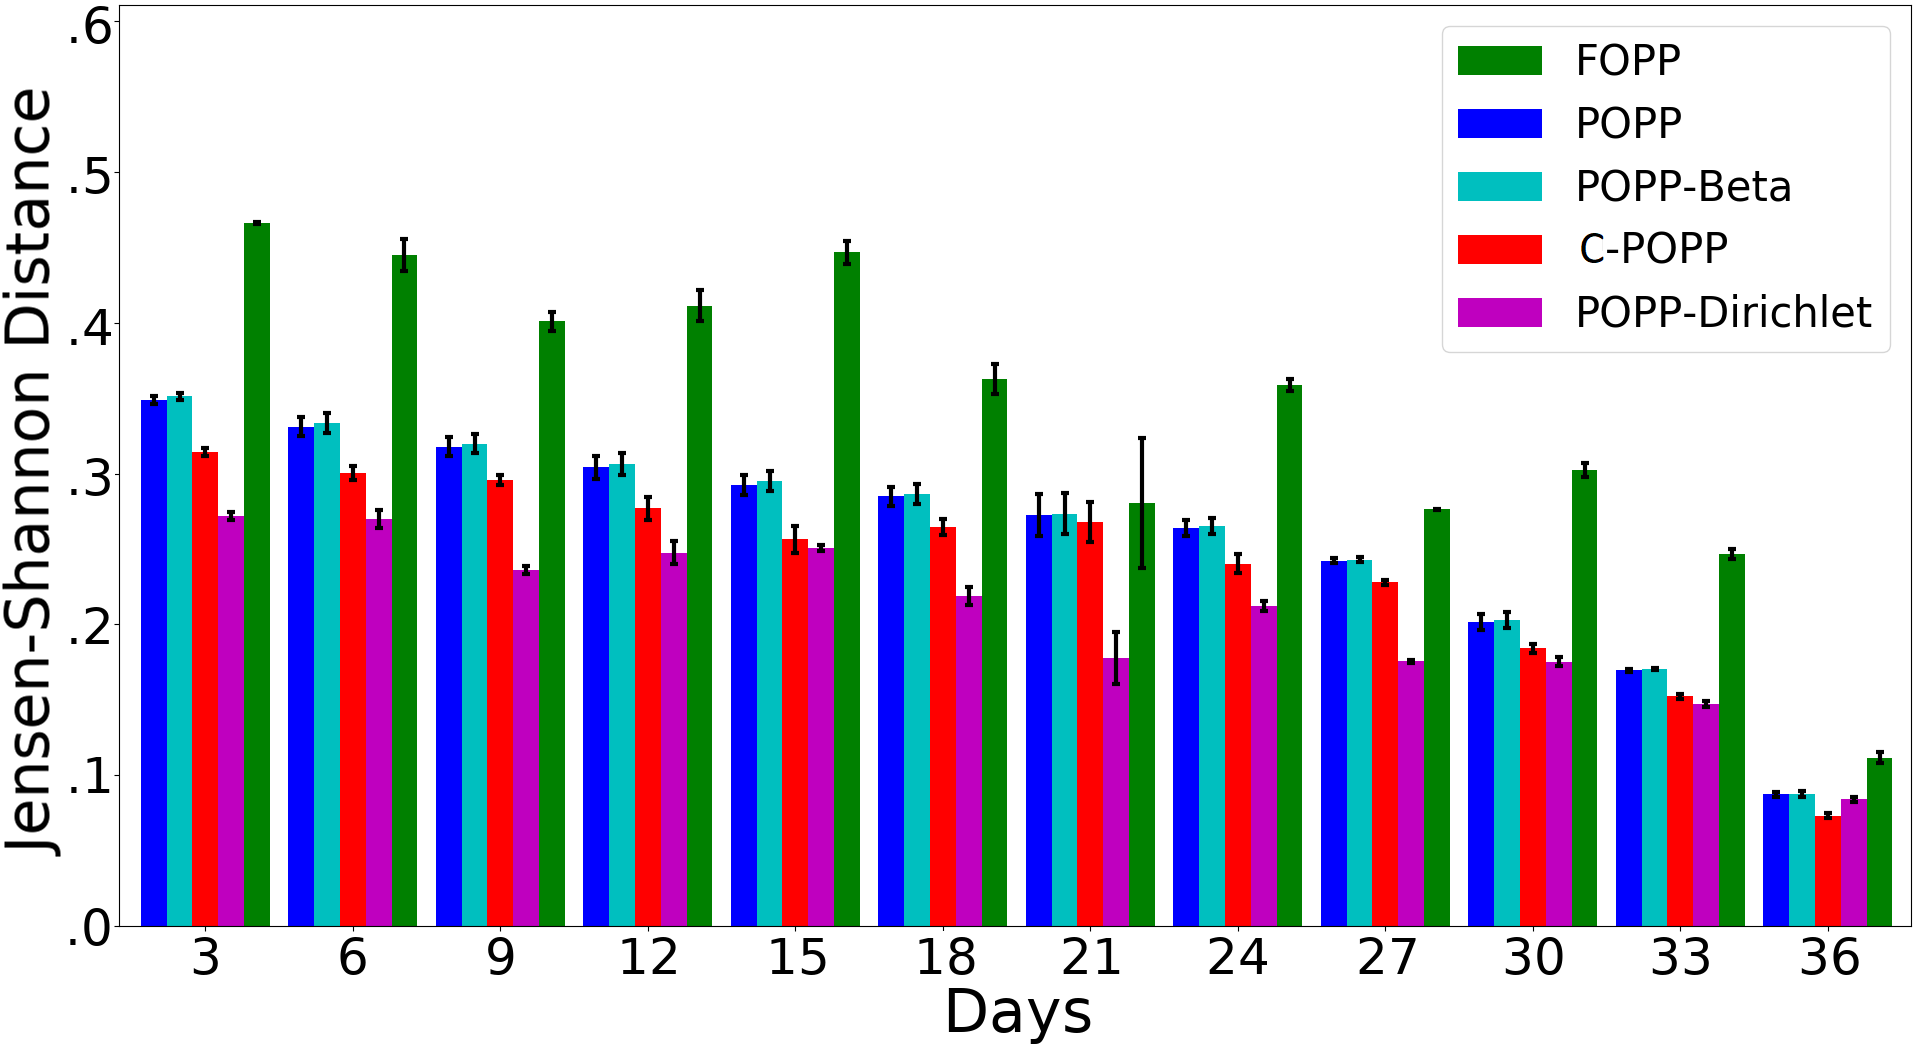 Jensen-Shannon Distance
.6
.5
.4
.3
.2
.1
.0
FOPP
POPP
POPP-Beta
C-POPP
POPP-Dirichlet
3 6 9 12 15 18 21 24 27 30 33 36
Days